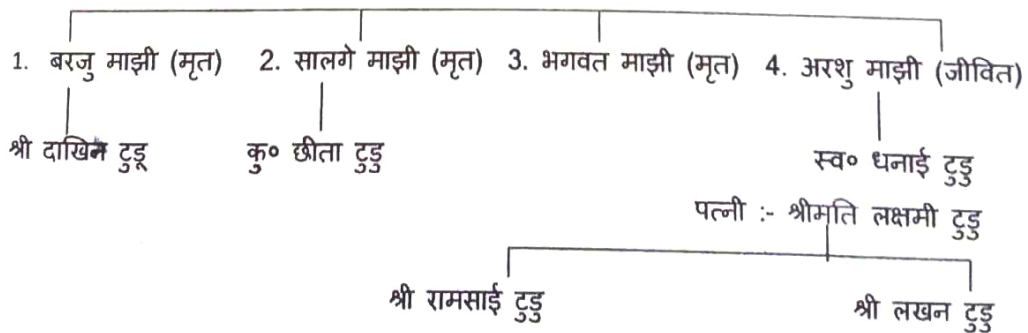 1. बरजु माझी (मृत) 2. सालगे माझी (मृत) 3. भगवत माझी (मृत) 4. अरशु माझी (जीवित)
श्री दाखिन टुडू कु० छीता टुडु
स्व० धनाई टुडु
पत्नी :- श्रीमति लक्षमी टुडु
श्री रामसाई टुडु श्री लखन टुडु